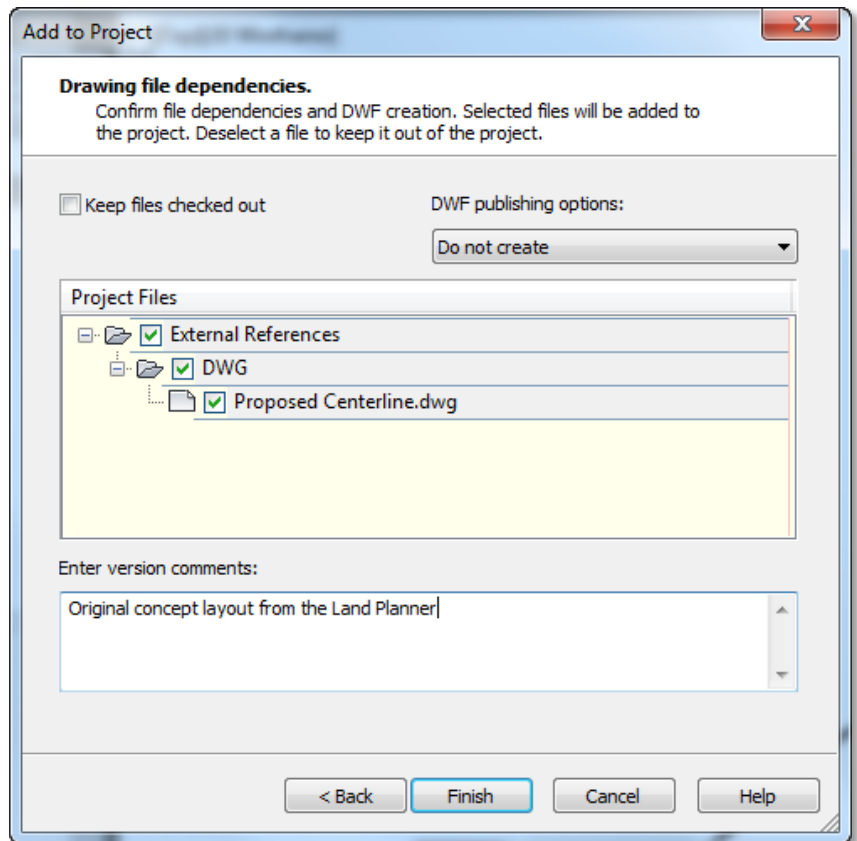 Add to Project
Drawing file dependencies.
Confirm file dependencies and DWF creation. Selected files will be added to
the project. Deselect a file to keep it out of the project.
Keep files checked out
DWF publishing options:
Do not create
Project Files
External References
DWG
Proposed Centerline.dwg
Enter version comments:
Original concept layout from the Land Planner
< Back
Finish
Cancel
Help